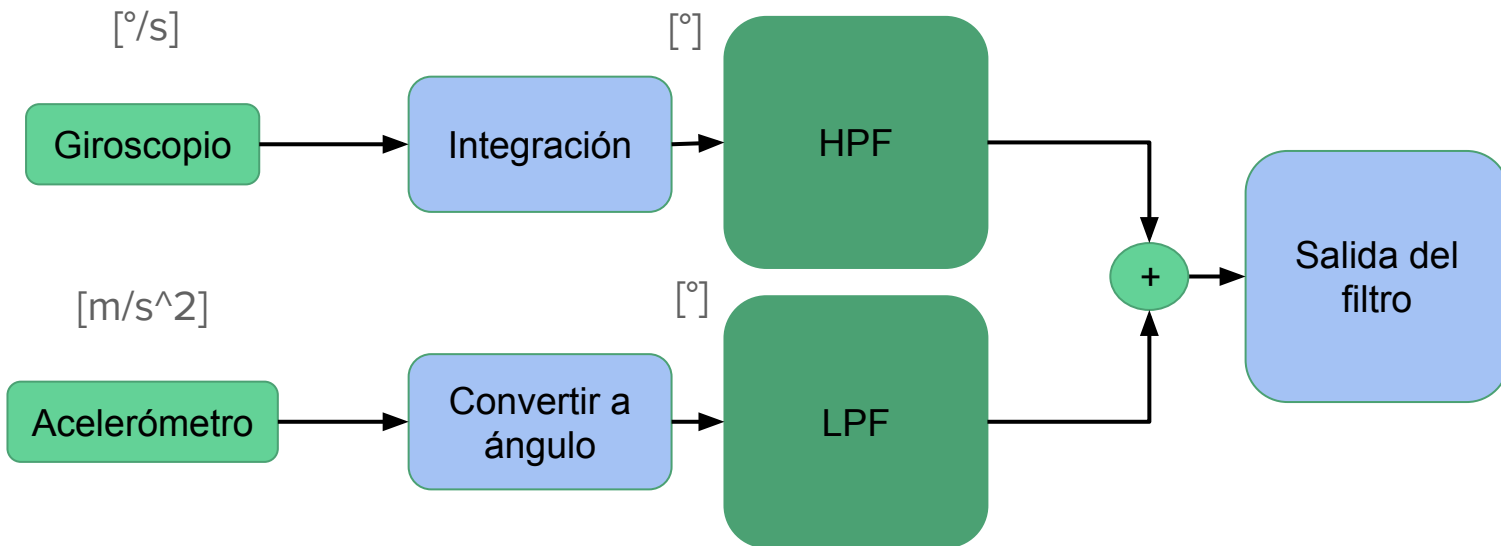 [°/s]
[°]
Giroscopio
Integración
HPF
+
Salida del
filtro
[m/s^2]
[°]
Acelerómetro
Convertir a
ángulo
LPF